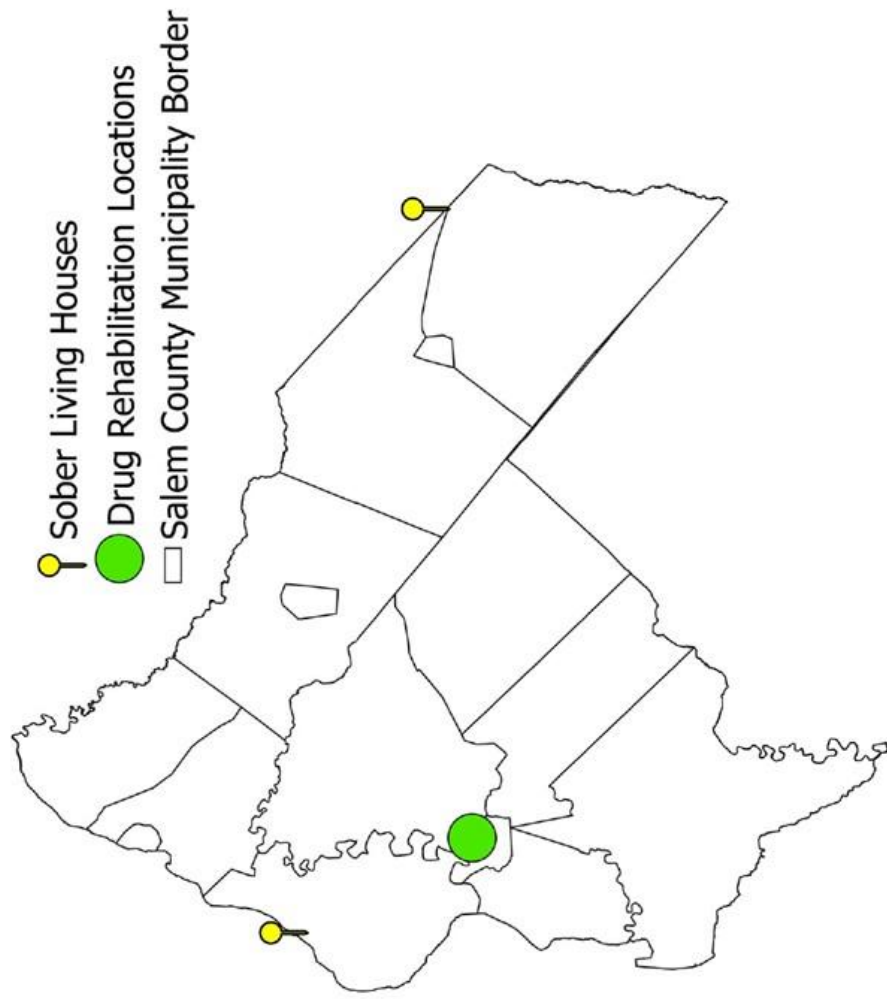 Sober Living Houses
Drug Rehabilitation Locations
Salem County Municipality Border